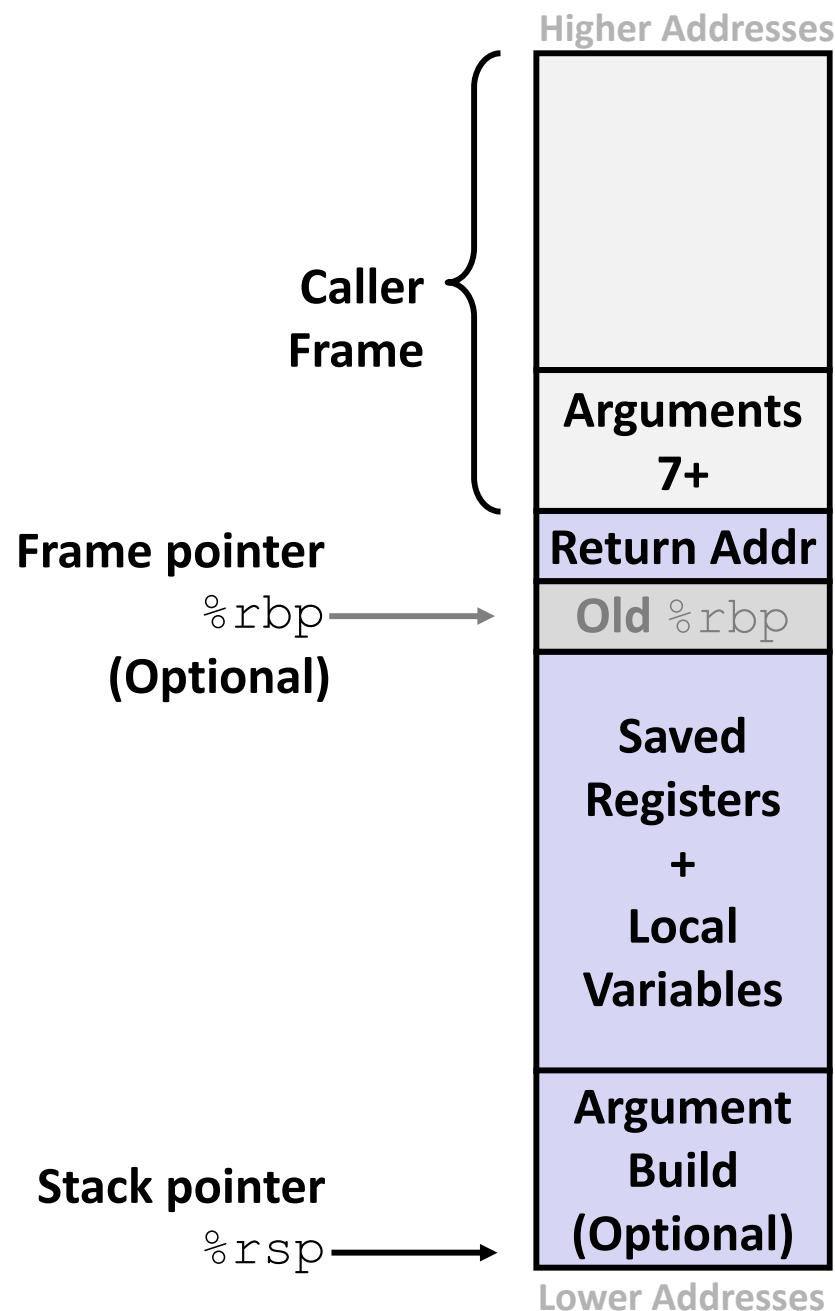 Higher Addresses
Caller
Frame
Arguments
7+
Frame pointer
%rbp
(Optional)
Return Addr
Old %rbp
Saved
Registers
+
Local
Variables
Argument
Build
(Optional)
Stack pointer
%rsp
Lower Addresses